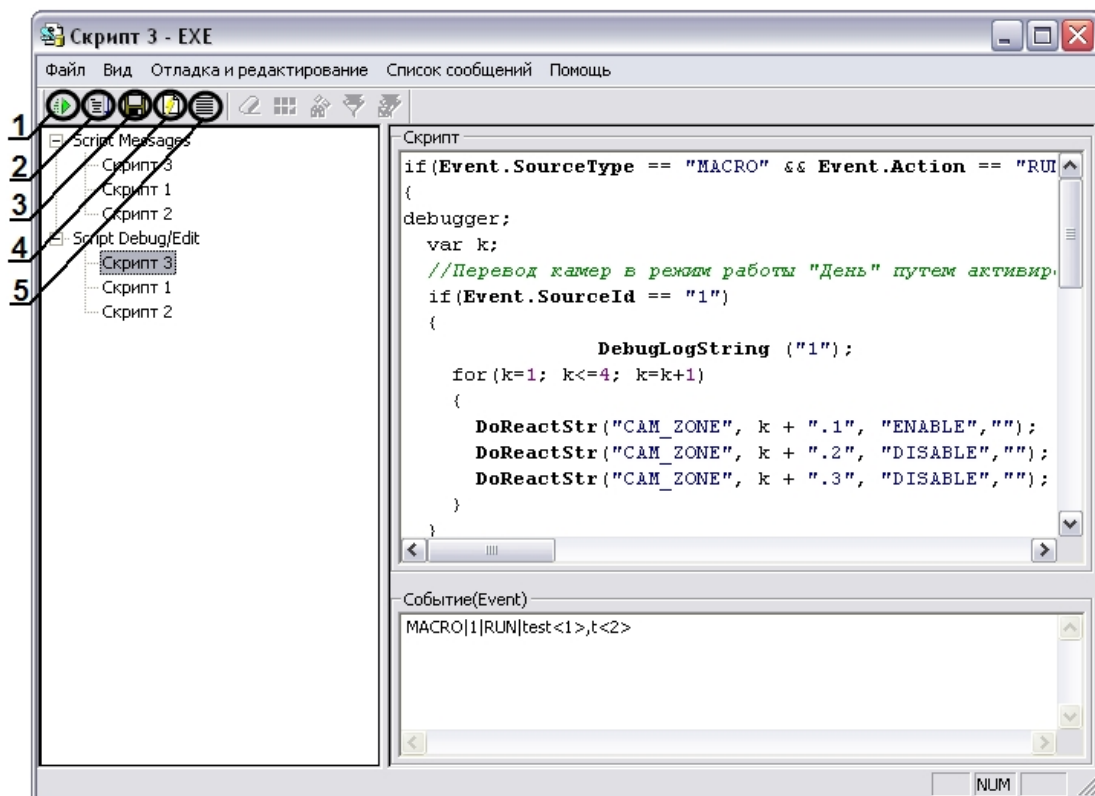 Скрипт 3 - EXE
Файл Вид Отладка и редактирование Список сообщений Помощь
1
2
3
4
5
Script Messages
Скрипт 3
Скрипт 1
Скрипт 2
Script Debug/Edit
Скрипт 3
Скрипт 1
Скрипт 2
Скрипт
if(Event.SourceType == "MACRO" && Event.Action == "RU
{
debugger;
var k;
//Перевод камер в режим работы "День" путем активир
if(Event.SourceId == "1")
{
DebugLogString ("1");
for(k=1; k<=4; k=k+1)
{
DoReactStr("CAM_ZONE", k + ".1", "ENABLE","");
DoReactStr("CAM_ZONE", k + ".2", "DISABLE","");
DoReactStr("CAM_ZONE", k + ".3", "DISABLE","");
}
}
Событие(Event)
MACRO|1|RUN|test<1>,t<2>
NUM